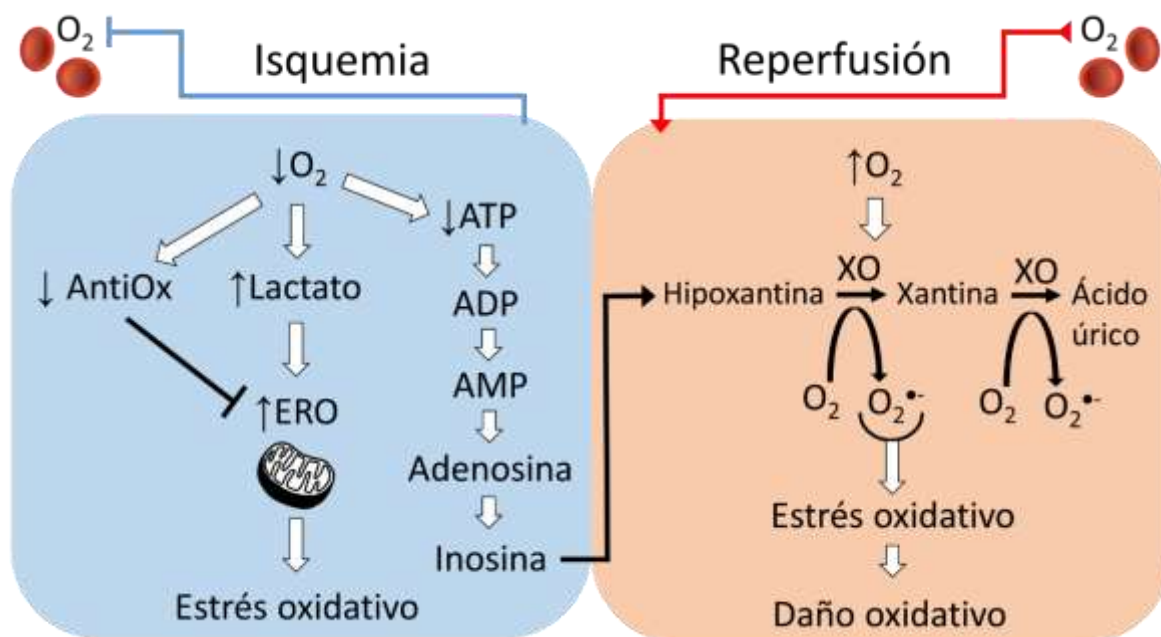 O₂
Isquemia
Reperfusión
O₂
↓O₂
↓ATP
↓ AntiOx
↑Lactato
ADP
AMP
↑ERO
Adenosina
Inosina
Estrés oxidativo
↑O₂
XO
XO
Hipoxantina
Xantina
Ácido
úrico
O₂
O₂•-
O₂
O₂•-
Estrés oxidativo
Daño oxidativo